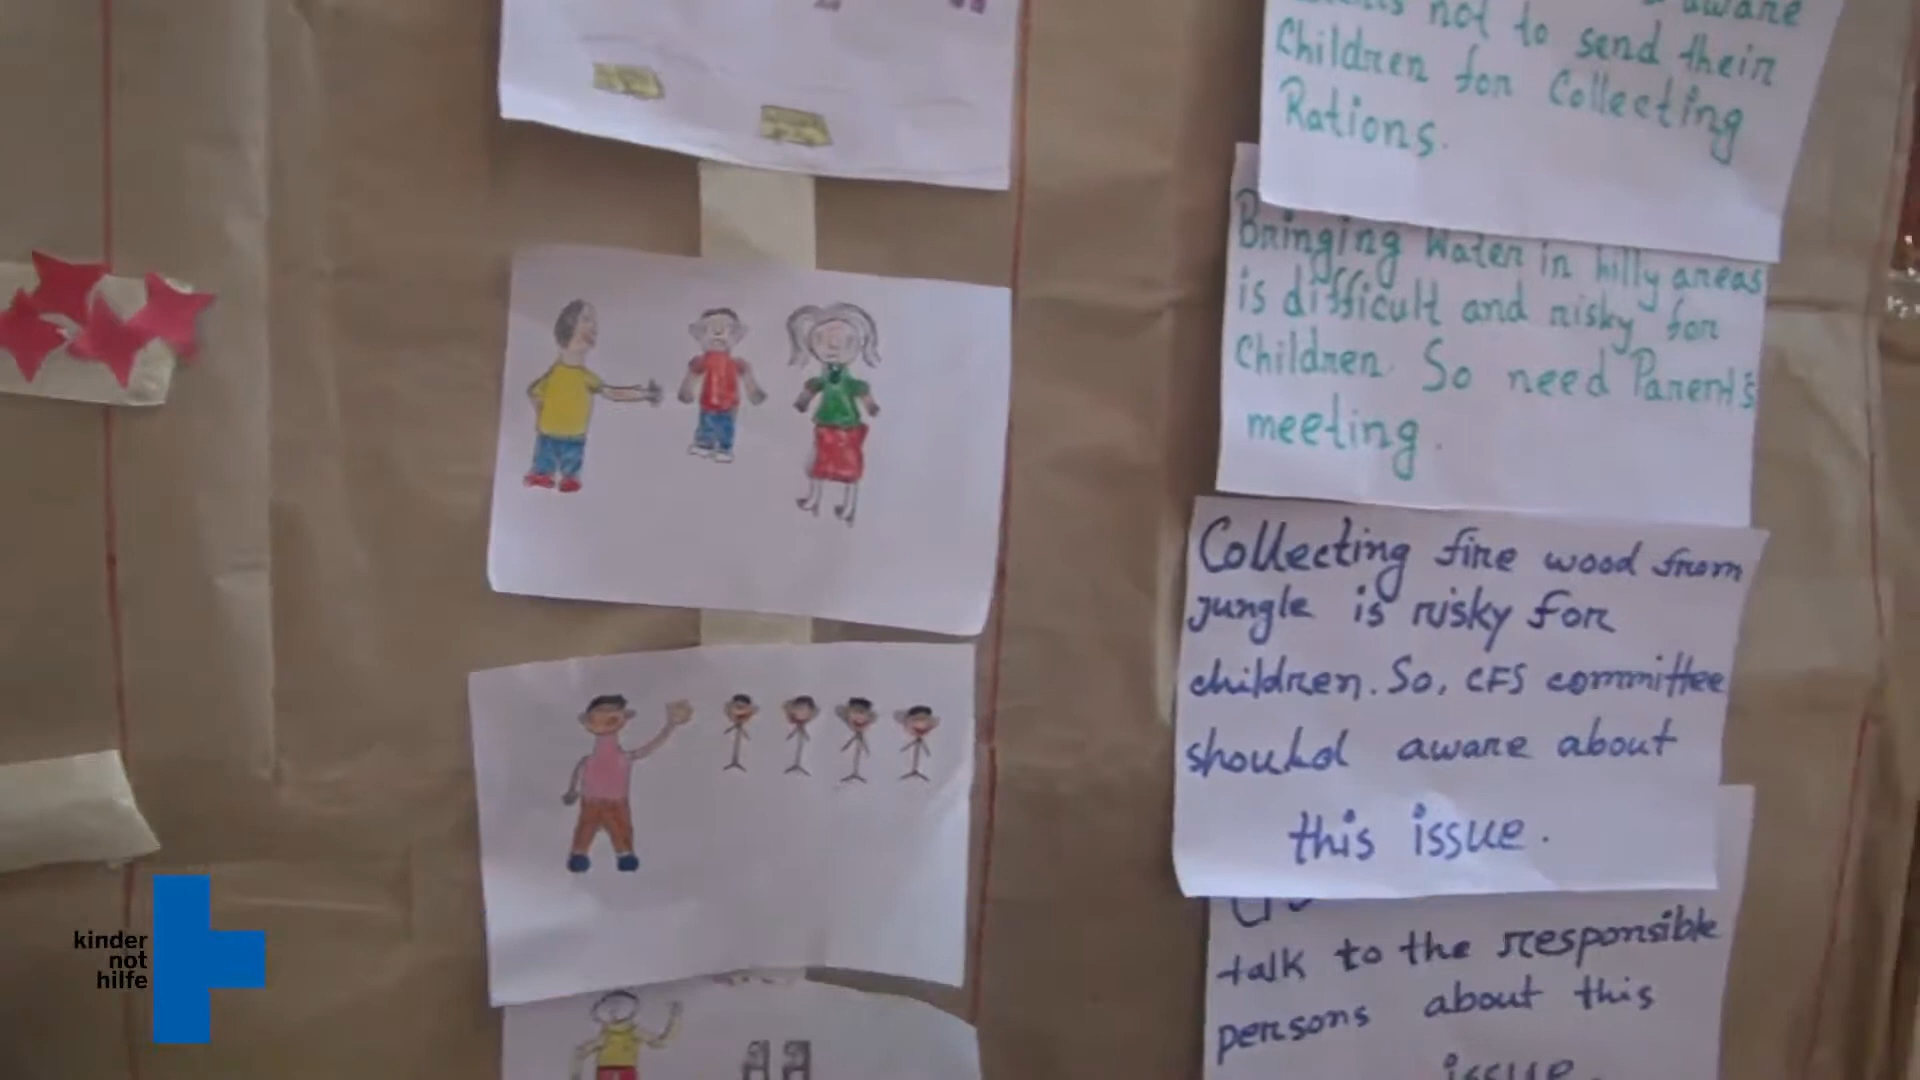 aware
not to send their
Children for Collecting
Rations.
Bringing Water in hilly areas
is difficult and risky for
Children. So need Parent's
meeting.
Collecting fire wood from
jungle is risky for
children. So, CFS committee
should aware about
this issue.
talk to the responsible
persons about this
issue.
kinder
not
hilfe